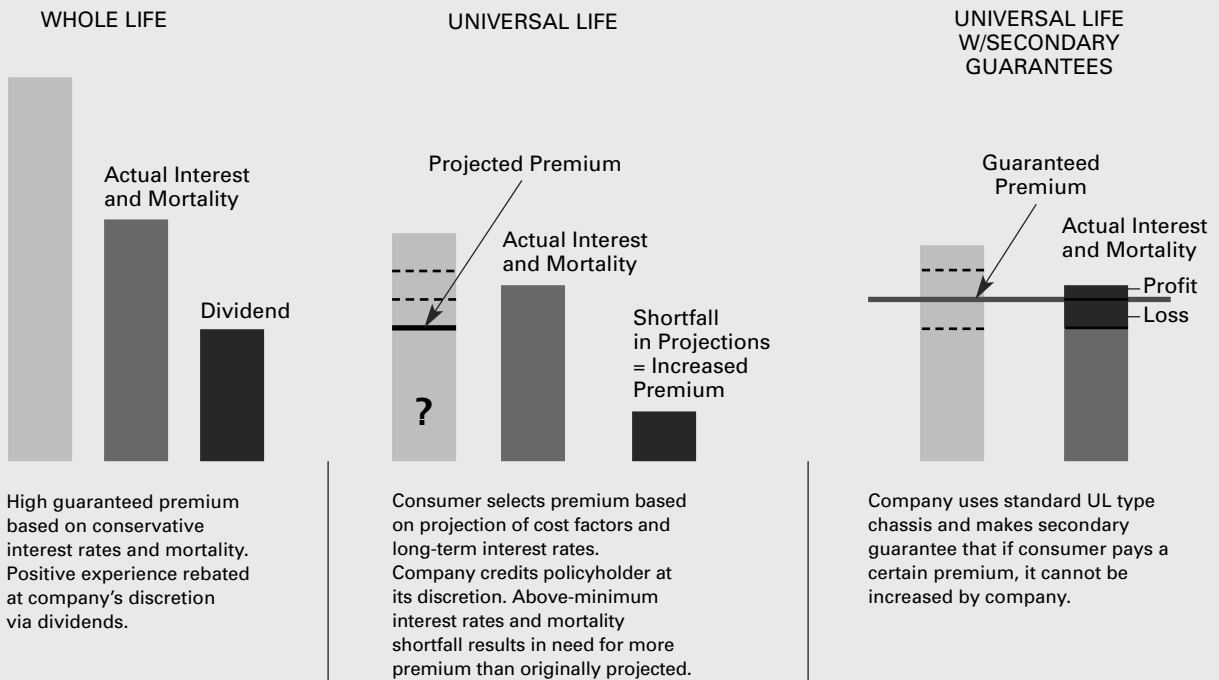 WHOLE LIFE
Actual Interest
and Mortality
Dividend
High guaranteed premium
based on conservative
interest rates and mortality.
Positive experience rebated
at company’s discretion
via dividends.
UNIVERSAL LIFE
Projected Premium
Actual Interest
and Mortality
Shortfall
in Projections
= Increased
Premium
?
Consumer selects premium based
on projection of cost factors and
long-term interest rates.
Company credits policyholder at
its discretion. Above-minimum
interest rates and mortality
shortfall results in need for more
premium than originally projected.
UNIVERSAL LIFE
W/SECONDARY
GUARANTEES
Guaranteed
Premium
Actual Interest
and Mortality
Profit
Loss
Company uses standard UL type
chassis and makes secondary
guarantee that if consumer pays a
certain premium, it cannot be
increased by company.